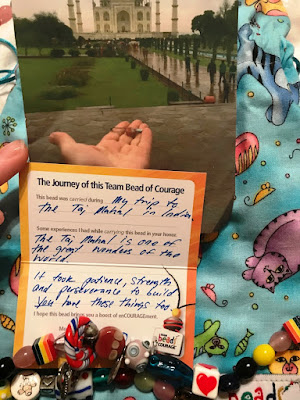 The Journey of this Team Bead of Courage
This bead was carried during My trip to
the Taj Mahal in India
Some experiences I had while carrying this bead in your honor.
The Taj Mahal is one of
the great wonders of the
World.
It took patience, strength
and perseverance to build
You have these things too
I hope this bead brings you a boost of enCOURAGEment.
bead
COURAGE